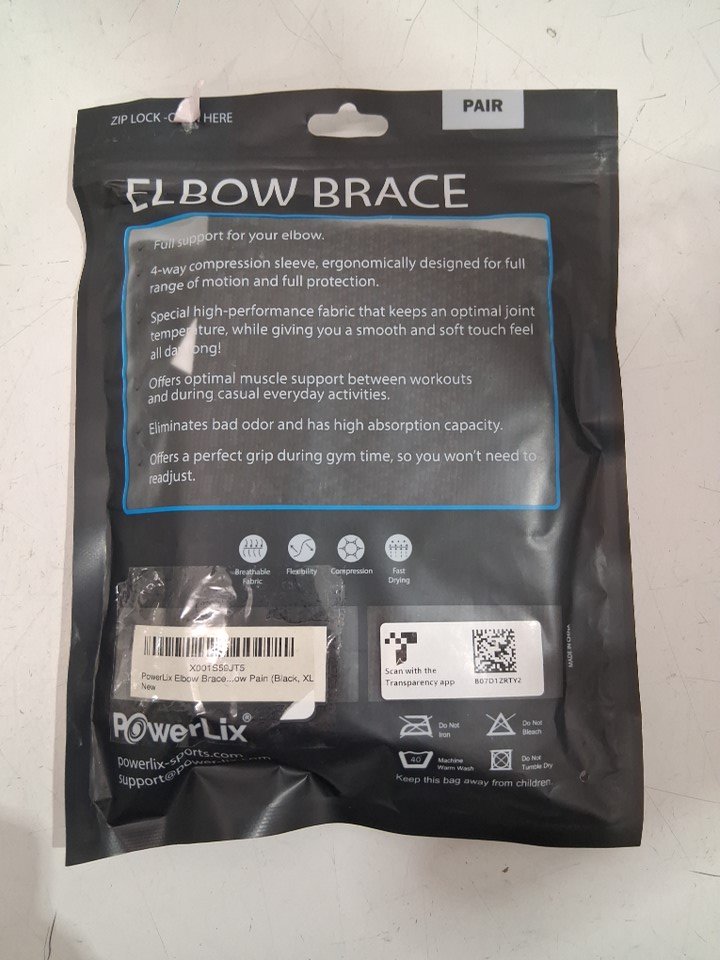 ZIP LOCK - HERE
PAIR
ELBOW BRACE
Full support for your elbow.
4-way compression sleeve, ergonomically designed for full
range of motion and full protection.
Special high-performance fabric that keeps an optimal joint
temperature, while giving you a smooth and soft touch feel
all day long!
Offers optimal muscle support between workouts
and during casual everyday activities.
Eliminates bad odor and has high absorption capacity.
Offers a perfect grip during gym time, so you won't need to
readjust.
Breathable
Fabric
Flexibility
Compression
Fast
Drying
X001S59JT5
PowerLix Elbow Brace...ow Pain (Black, XL
New
Scan with the
Transparency app
B07D1ZRTY2
MADE IN CHINA
POWERLIX®
powerlix-sports.com
support@powerlix.com
Do Not
Iron
Do Not
Bleach
40
Machine
Warm Wash
Do Not
Tumble Dry
Keep this bag away from children.